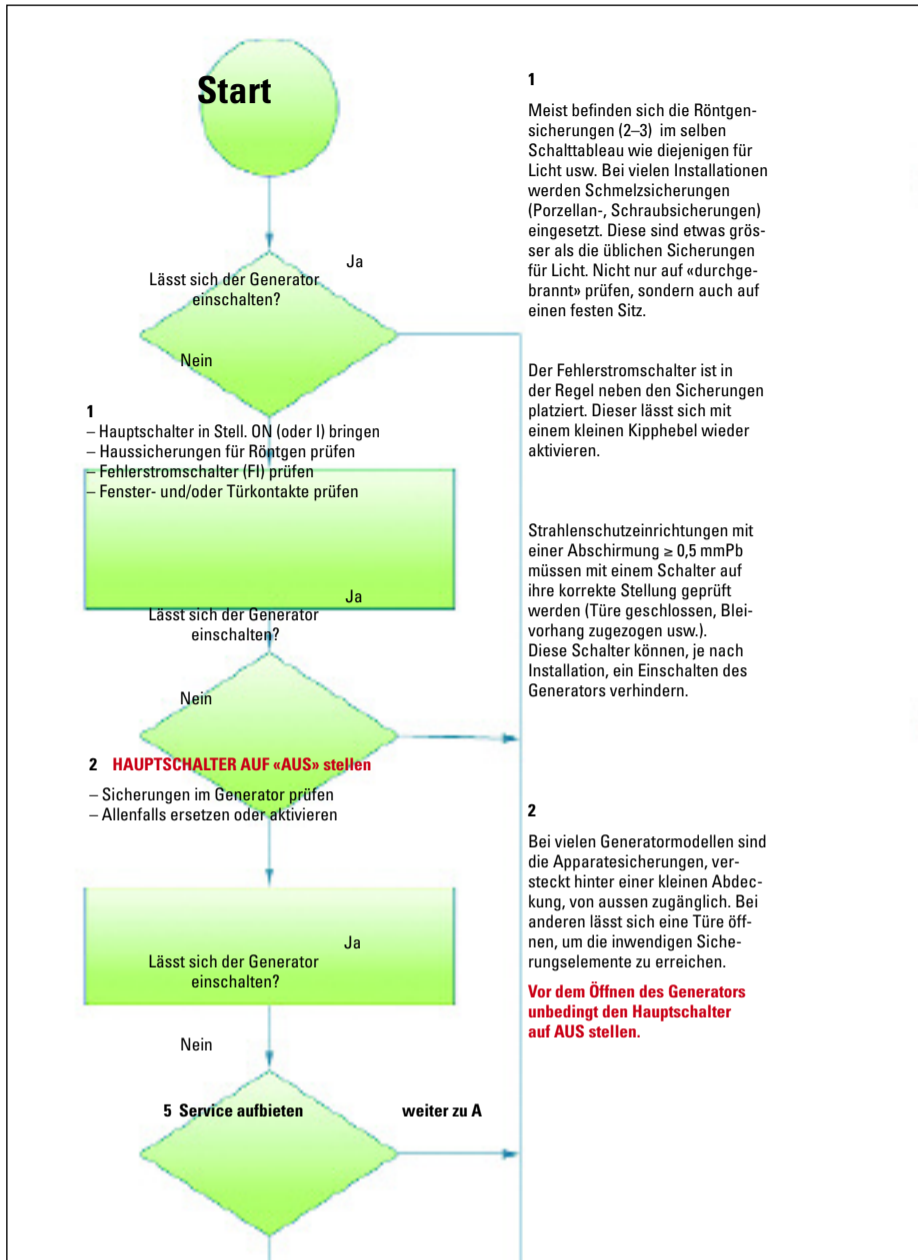 Start
Ja
Lässt sich der Generator
einschalten?
Nein
1
– Hauptschalter in Stell. ON (oder I) bringen
– Haussicherungen für Röntgen prüfen
– Fehlerstromschalter (FI) prüfen
– Fenster- und/oder Türkontakte prüfen
Ja
Lässt sich der Generator
einschalten?
Nein
2 HAUPTSCHALTER AUF «AUS» stellen
– Sicherungen im Generator prüfen
– Allenfalls ersetzen oder aktivieren
Ja
Lässt sich der Generator
einschalten?
Nein
5 Service aufbieten
weiter zu A
1
Meist befinden sich die Röntgen-
sicherungen (2–3) im selben
Schalttableau wie diejenigen für
Licht usw. Bei vielen Installationen
werden Schmelzsicherungen
(Porzellan-, Schraubsicherungen)
eingesetzt. Diese sind etwas grös-
ser als die üblichen Sicherungen
für Licht. Nicht nur auf «durchge-
brannt» prüfen, sondern auch auf
einen festen Sitz.
Der Fehlerstromschalter ist in
der Regel neben den Sicherungen
platziert. Dieser lässt sich mit
einem kleinen Kipphebel wieder
aktivieren.
Strahlenschutzeinrichtungen mit
einer Abschirmung ≥ 0,5 mmPb
müssen mit einem Schalter auf
ihre korrekte Stellung geprüft
werden (Türe geschlossen, Blei-
vorhang zugezogen usw.).
Diese Schalter können, je nach
Installation, ein Einschalten des
Generators verhindern.
2
Bei vielen Generatormodellen sind
die Apparatesicherungen, ver-
steckt hinter einer kleinen Abdec-
kung, von aussen zugänglich. Bei
anderen lässt sich eine Türe öff-
nen, um die inwendigen Siche-
rungselemente zu erreichen.
Vor dem Öffnen des Generators
unbedingt den Hauptschalter
auf AUS stellen.